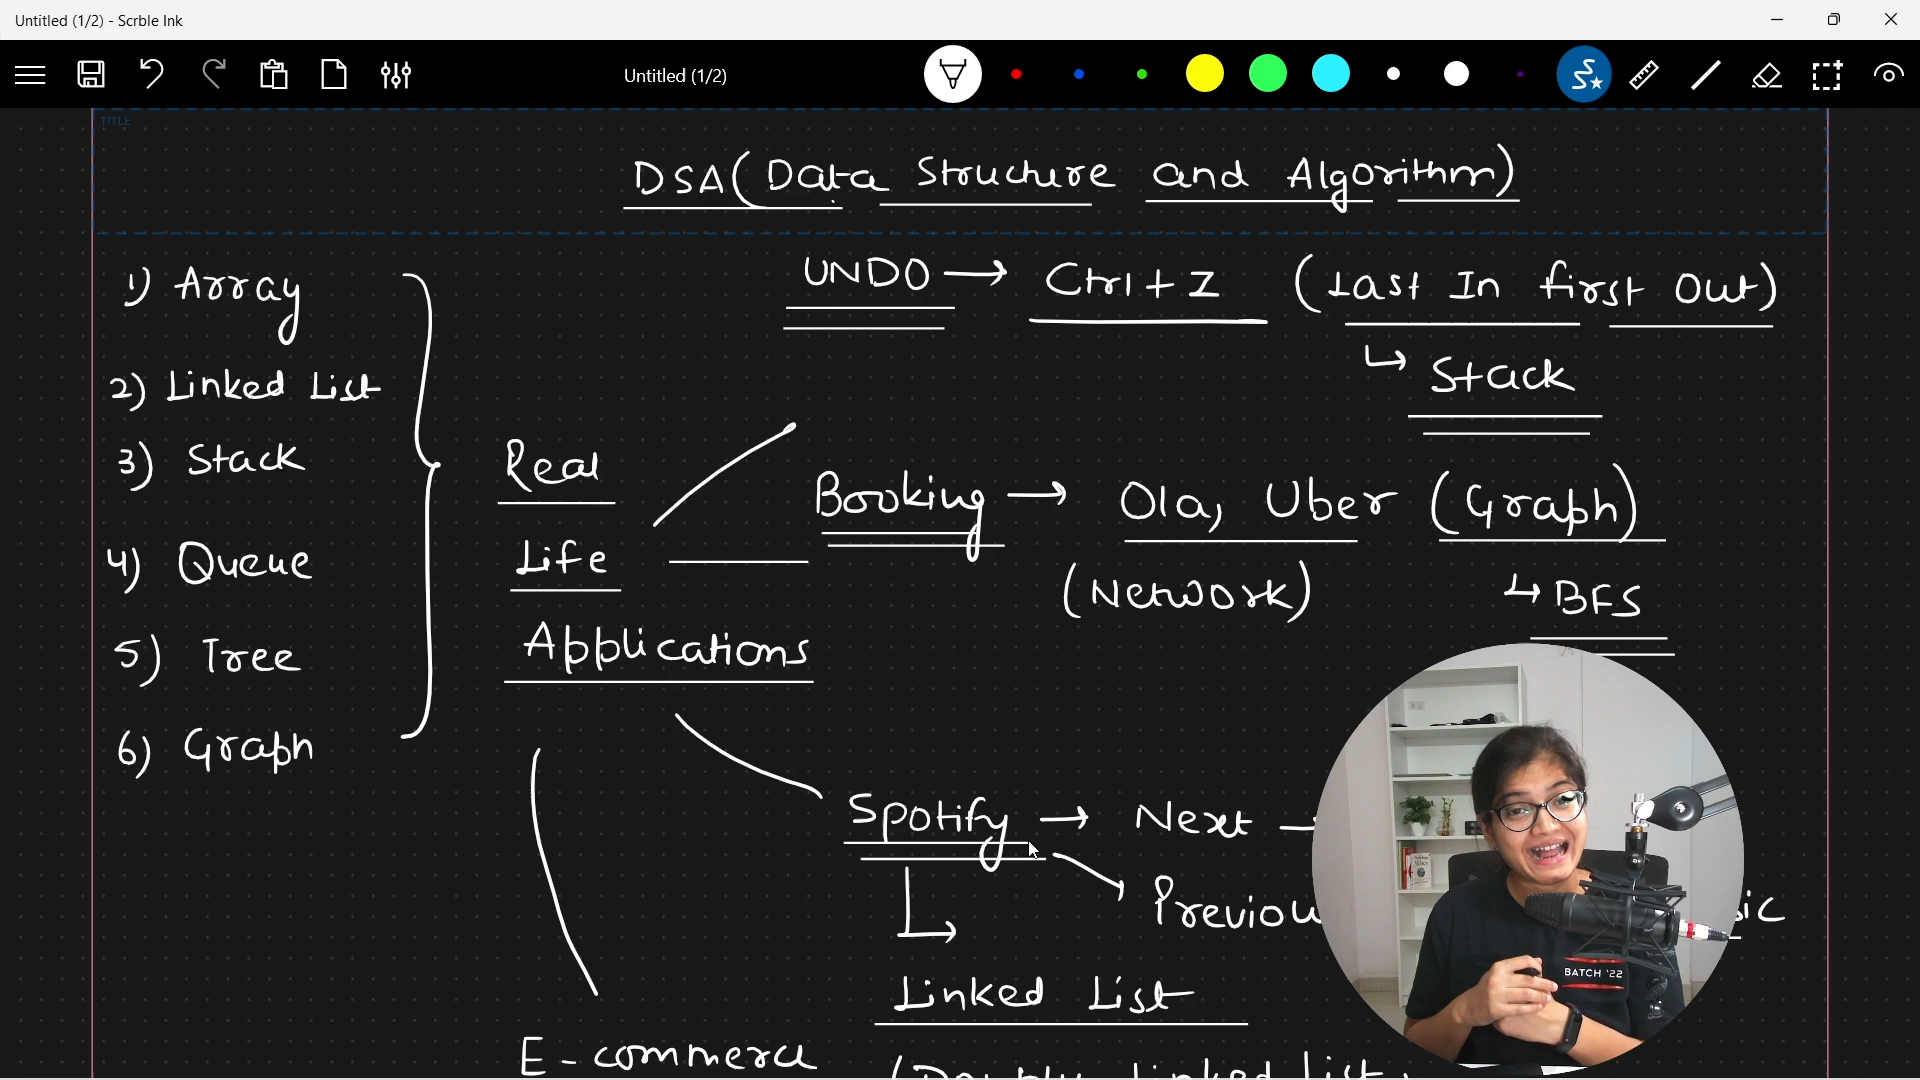 Untitled (1/2) - Scrble Ink
Untitled (1/2)
TITLE
DSA(Data Structure and Algorithm)
1) Array
2) Linked List
3) Stack
4) Queue
5) Tree
6) Graph
Real
Life
Applications
UNDO → Ctrl+Z (Last In first Out)
↳ Stack
Booking → Ola, Uber (Graph)
(Network)
↳ BFS
Spotify → Next
Linked List
E-commerce
BATCH '22